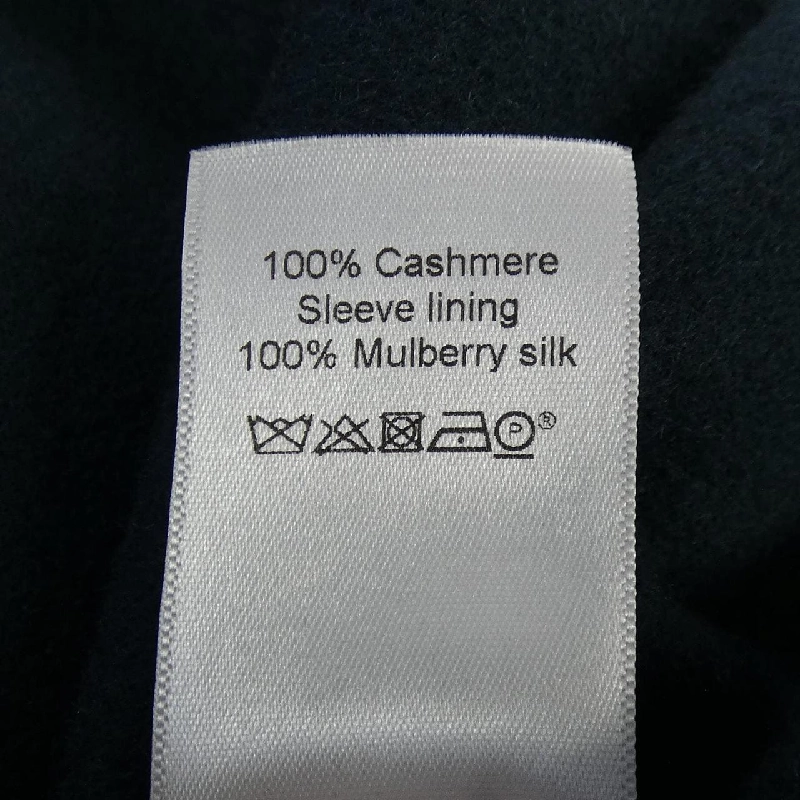 100% Cashmere
Sleeve lining
100% Mulberry silk
P ®